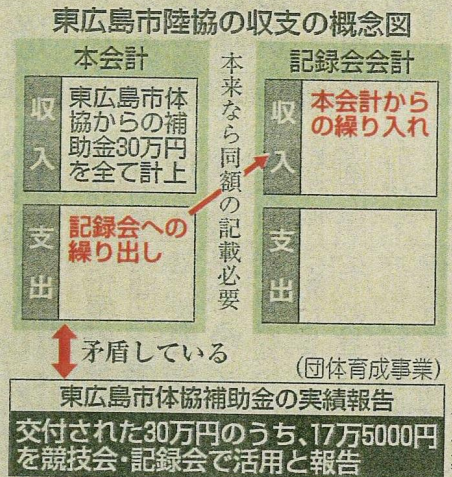 東広島市陸協の収支の概念図
本会計
収入
東広島市体
協からの補
助金30万円
を全て計上
支出
記録会への
繰り出し
本来なら同額の記載必要
記録会会計
収入
本会計から
の繰り入れ
支出
矛盾している
(団体育成事業)
東広島市体協補助金の実績報告
交付された30万円のうち、17万5000円
を競技会・記録会で活用と報告